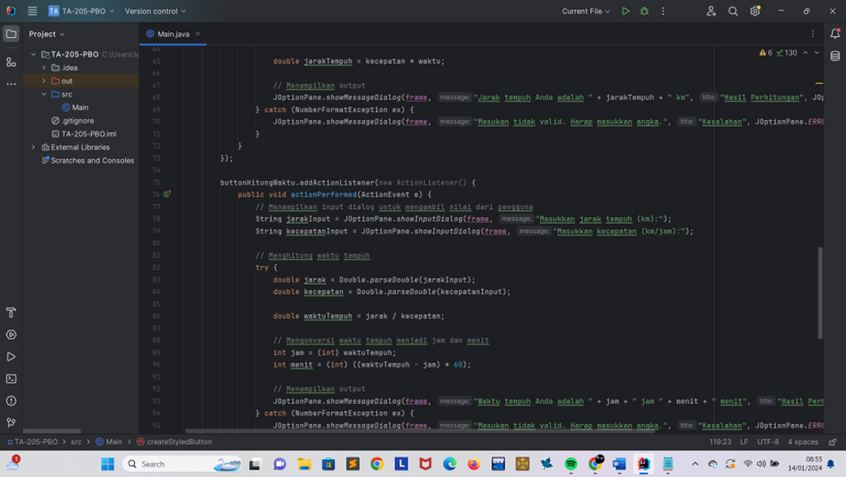 TA TA-205-PBO Version control Current File
Project
Main.java
TA-205-PBO C:\Users\
.idea
out
src
Main
.gitignore
TA-205-PBO.iml
External Libraries
Scratches and Consoles
6 130
64
65 double jarakTempuh = kecepatan * waktu;
66
67 // Menampilkan output
68 JOptionPane.showMessageDialog(frame, message: "Jarak tempuh Anda adalah " + jarakTempuh + " km", title: "Hasil Perhitungan",
69 } catch (NumberFormatException ex) {
70 JOptionPane.showMessageDialog(frame, message: "Masukan tidak valid. Harap masukkan angka.", title: "Kesalahan", JOptionPane.ERR
71 }
72 }
73 });
74
75 buttonHitungWaktu.addActionListener(new ActionListener() {
76 public void actionPerformed(ActionEvent e) {
77 // Menampilkan input dialog untuk mengambil nilai dari pengguna
78 String jarakInput = JOptionPane.showInputDialog(frame, message: "Masukkan jarak tempuh (km):");
79 String kecepatanInput = JOptionPane.showInputDialog(frame, message: "Masukkan kecepatan (km/jam):");
80
81 // Menghitung waktu tempuh
82 try {
83 double jarak = Double.parseDouble(jarakInput);
84 double kecepatan = Double.parseDouble(kecepatanInput);
85
86 double waktuTempuh = jarak / kecepatan;
87
88 // Mengonversi waktu tempuh menjadi jam dan menit
89 int jam = (int) waktuTempuh;
90 int menit = (int) ((waktuTempuh - jam) * 60);
91
92 // Menampilkan output
93 JOptionPane.showMessageDialog(frame, message: "Waktu tempuh Anda adalah " + jam + " jam " + menit + " menit", title: "Hasil
94 } catch (NumberFormatException ex) {
95 JOptionPane.showMessageDialog(frame, message: "Masukan tidak valid. Harap masukkan angka.", title: "Kesalahan",
TA-205-PBO > src > Main > createStyledButton 119:23 LF UTF-8 4 spaces
Search
08:55
14/01/2024